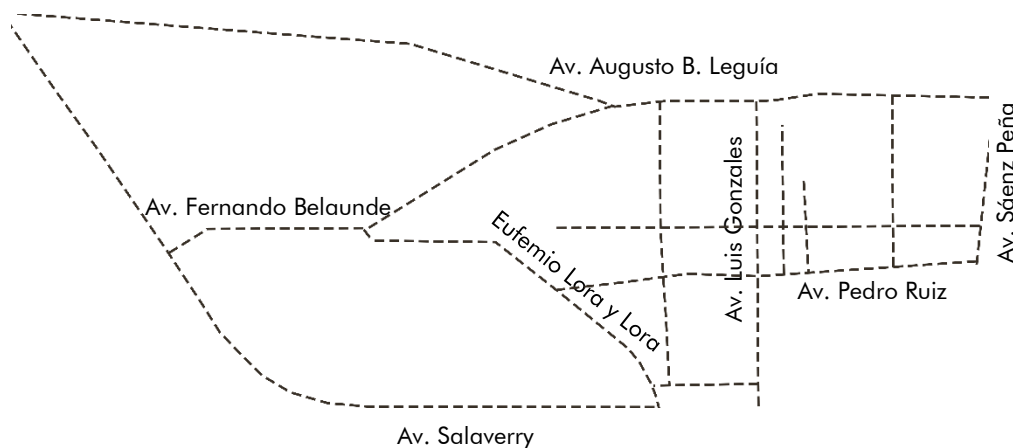 Av. Augusto B. Leguía
Av. Sáenz Peña
Av. Luis Gonzales
Av. Fernando Belaunde
Eufemio Lora y Lora
Av. Pedro Ruiz
Av. Salaverry